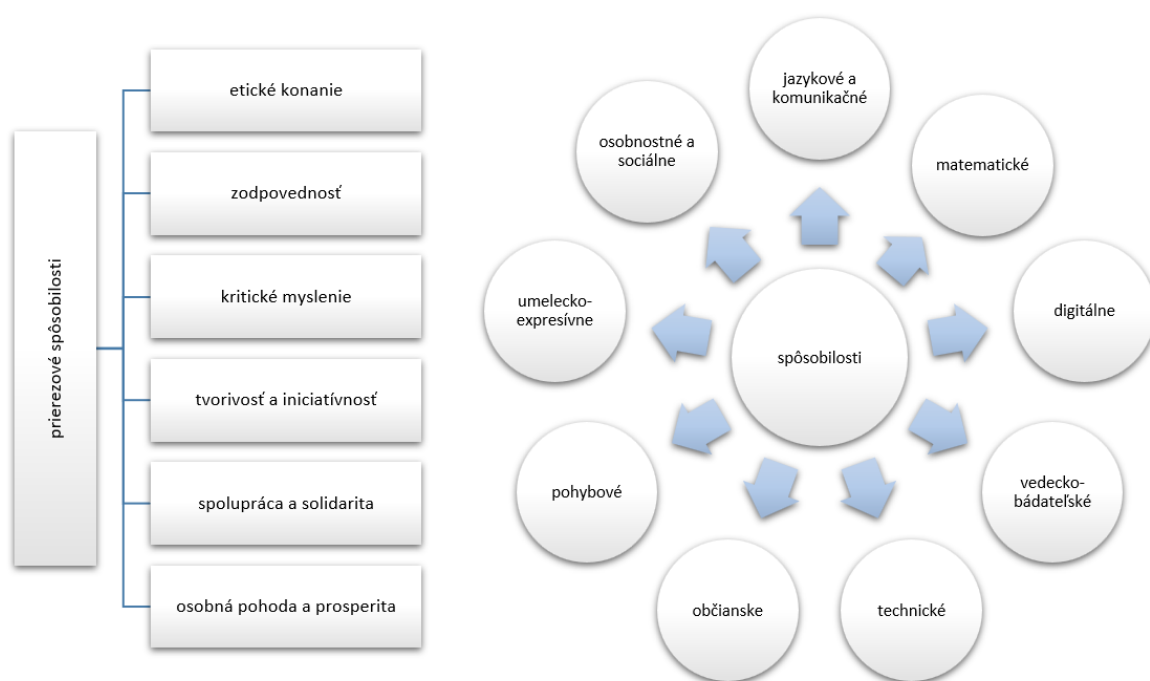 prierezové spôsobilosti
etické konanie
zodpovednosť
kritické myslenie
tvorivosť a iniciatívnosť
spolupráca a solidarita
osobná pohoda a prosperita
spôsobilosti
jazykové a
komunikačné
matematické
digitálne
vedecko-
bádateľské
technické
občianske
pohybové
umelecko-
expresívne
osobnostné a
sociálne